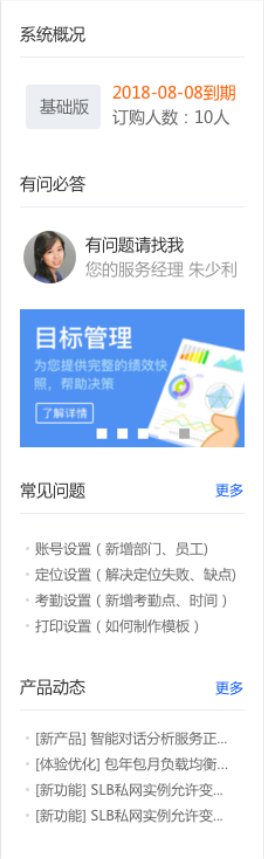 系统概况
基础版
2018-08-08到期
订购人数：10人
有问必答
有问题请找我
您的服务经理 朱少利
目标管理
为您提供完整的绩效快
照，帮助决策
了解详情
常见问题
更多
账号设置 ( 新增部门、员工)
定位设置 ( 解决定位失败、缺点)
考勤设置 ( 新增考勤点、时间 )
打印设置 ( 如何制作模板 )
产品动态
更多
[新产品] 智能对话分析服务正...
[体验优化] 包年包月负载均衡...
[新功能] SLB私网实例允许变...
[新功能] SLB私网实例允许变...